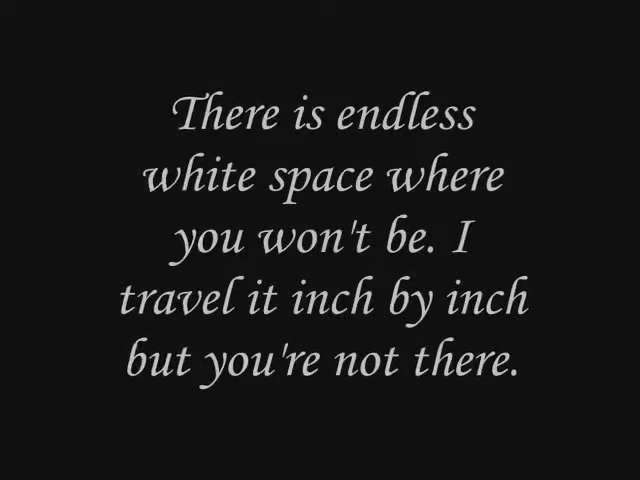 There is endless
white space where
you won't be. I
travel it inch by inch
but you're not there.